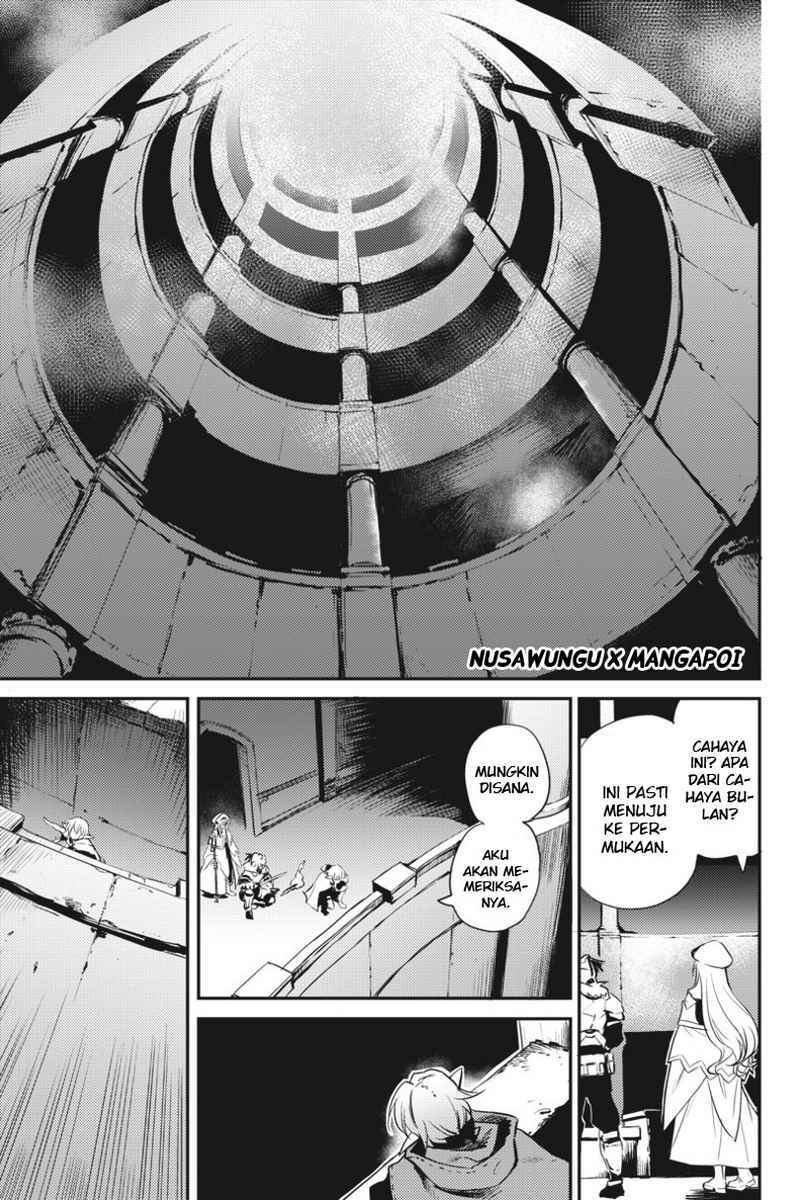 NUSAWUNGU X MANGAPOI
CAHAYA
INI? APA
DARI CA-
HAYA BU-
LAN?
INI PASTI
MENUJU
KE PER-
MUKAAN.
MUNGKIN
DISANA.
AKU
AKAN ME-
MERIKSA-
NYA.